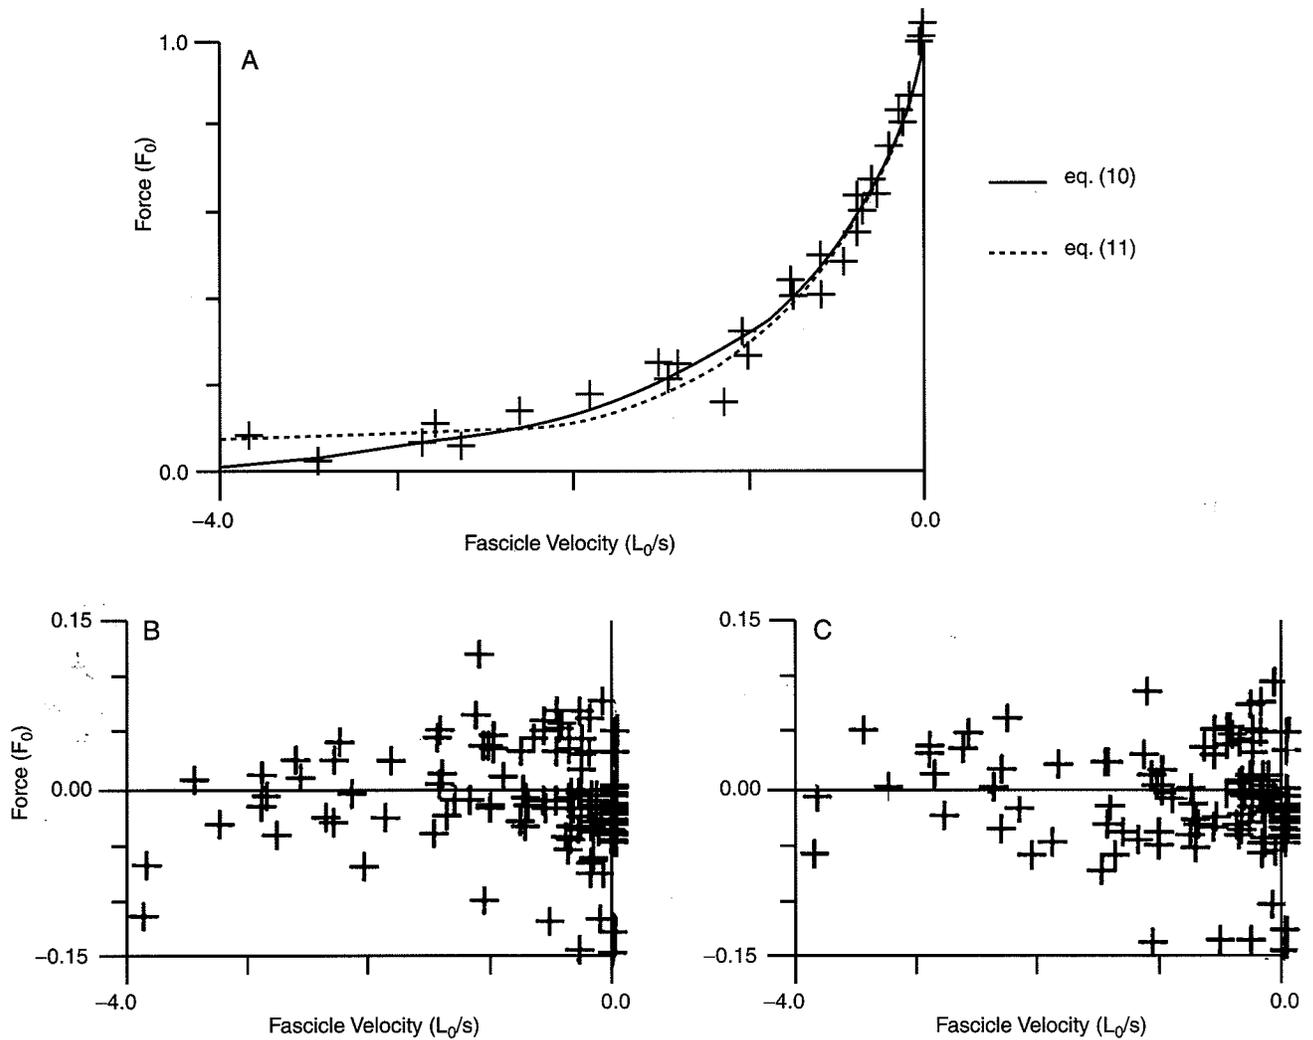 A
1.0
Force (F₀)
eq. (10)
eq. (11)
0.0
−4.0
0.0
Fascicle Velocity (L₀/s)
B
0.15
Force (F₀)
0.00
−0.15
−4.0
0.0
Fascicle Velocity (L₀/s)
C
0.15
0.00
−0.15
−4.0
0.0
Fascicle Velocity (L₀/s)